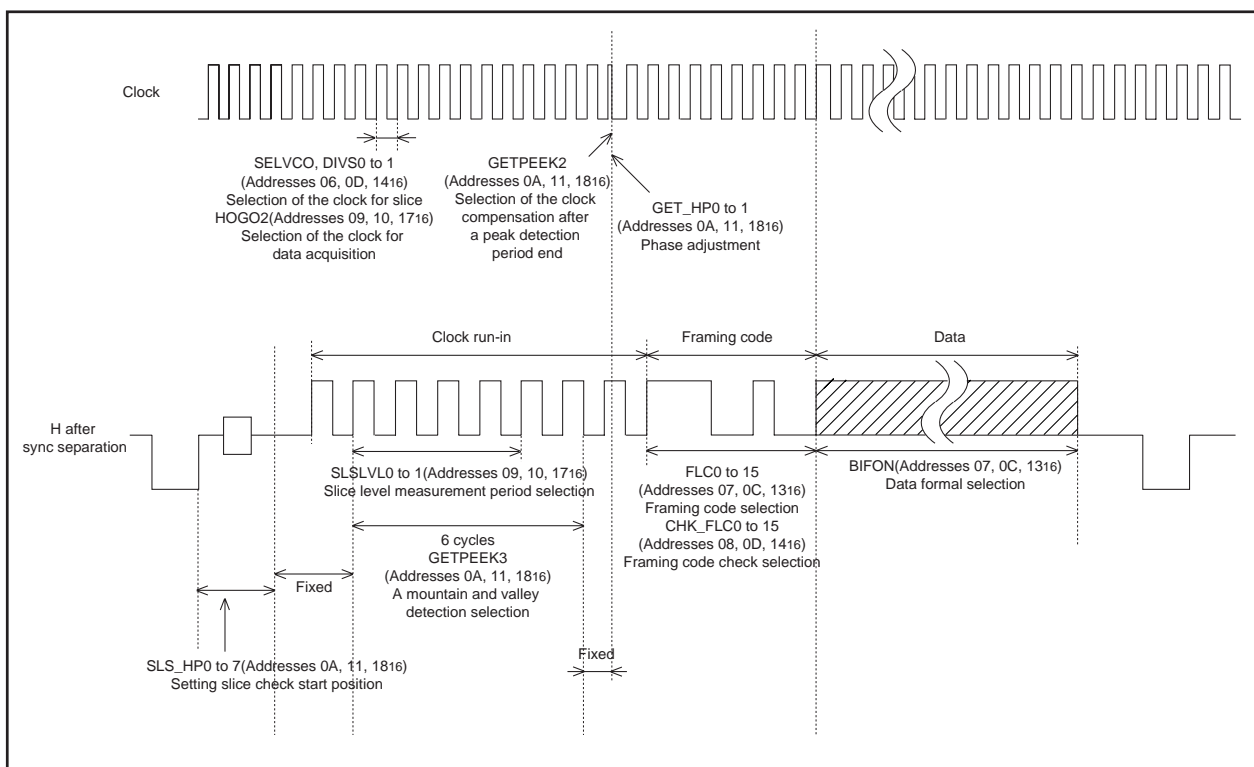 Clock
SELVCO, DIVS0 to 1
(Addresses 06, 0D, 1416)
Selection of the clock for slice
HOGO2(Addresses 09, 10, 1716)
Selection of the clock for
data acquisition
GETPEEK2
(Addresses 0A, 11, 1816)
Selection of the clock
compensation after
a peak detection
period end
GET_HP0 to 1
(Addresses 0A, 11, 1816)
Phase adjustment
Clock run-in
Framing code
Data
H after
sync separation
SLSLVL0 to 1(Addresses 09, 10, 1716)
Slice level measurement period selection
FLC0 to 15
(Addresses 07, 0C, 1316)
Framing code selection
CHK_FLC0 to 15
(Addresses 08, 0D, 1416)
Framing code check selection
BIFON(Addresses 07, 0C, 1316)
Data formal selection
Fixed
6 cycles
GETPEEK3
(Addresses 0A, 11, 1816)
A mountain and valley
detection selection
Fixed
SLS_HP0 to 7(Addresses 0A, 11, 1816)
Setting slice check start position